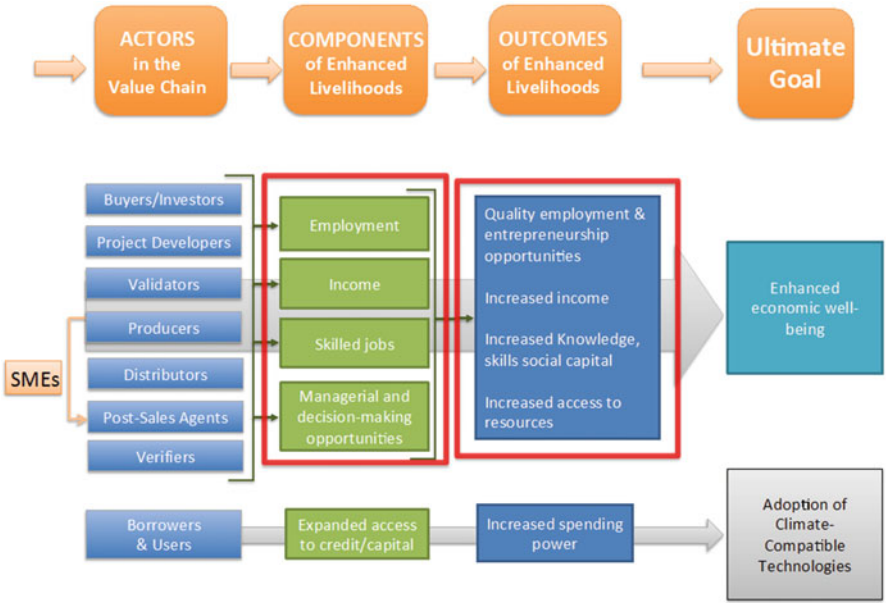 ACTORS
in the
Value Chain
COMPONENTS
of Enhanced
Livelihoods
OUTCOMES
of Enhanced
Livelihoods
Ultimate
Goal
Buyers/Investors
Project Developers
Validators
Producers
Distributors
Post-Sales Agents
Verifiers
SMEs
Employment
Income
Skilled jobs
Managerial and
decision-making
opportunities
Quality employment &
entrepreneurship
opportunities
Increased income
Increased Knowledge,
skills social capital
Increased access to
resources
Enhanced
economic well-
being
Borrowers
& Users
Expanded access
to credit/capital
Increased spending
power
Adoption of
Climate-
Compatible
Technologies